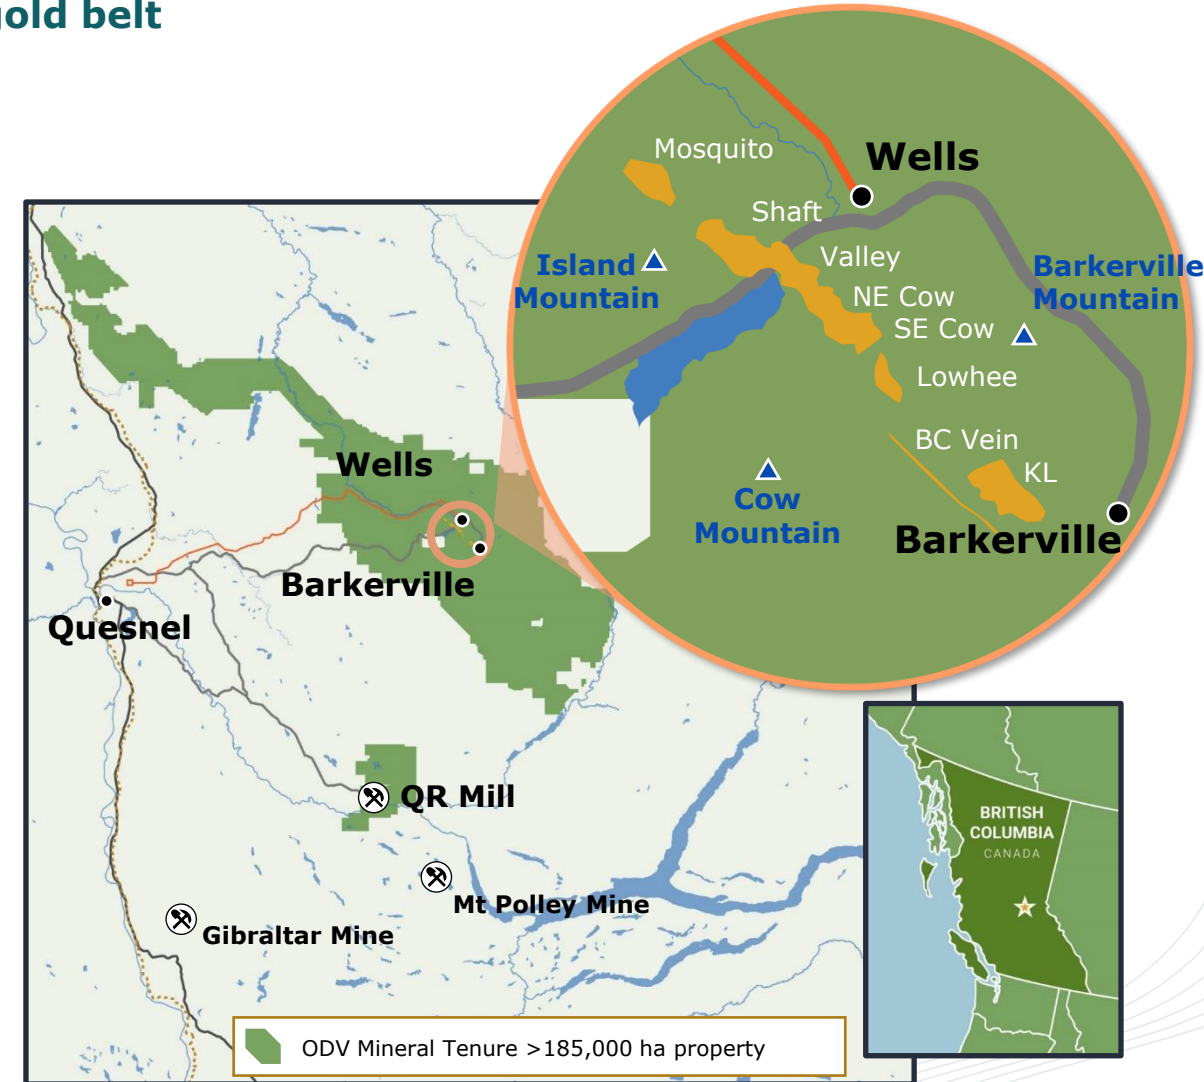 gold belt
Mosquito
Wells
Shaft
Valley
Island
Mountain
Barkerville
Mountain
NE Cow
SE Cow
Lowhee
BC Vein
KL
Cow
Mountain
Barkerville
Wells
Barkerville
Quesnel
QR Mill
Mt Polley Mine
Gibraltar Mine
BRITISH
COLUMBIA
CANADA
ODV Mineral Tenure >185,000 ha property